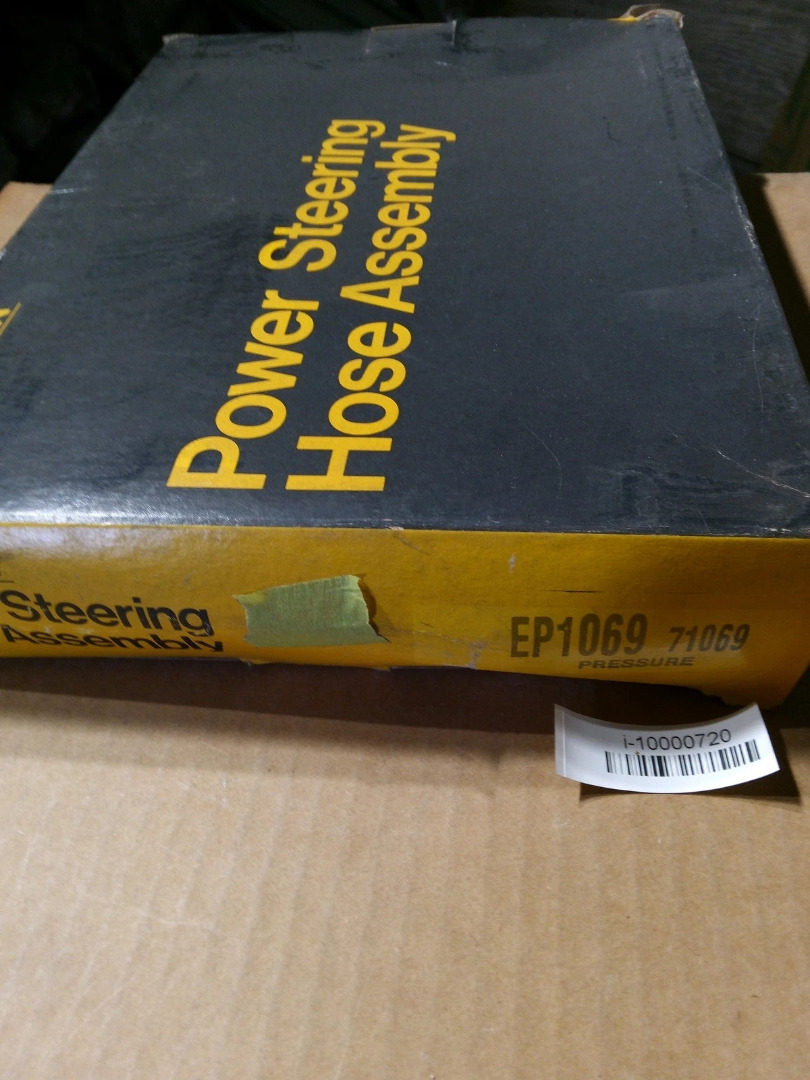 Power Steering
Hose Assembly
Steering
Assembly
EP1069 71069
PRESSURE
i-10000720